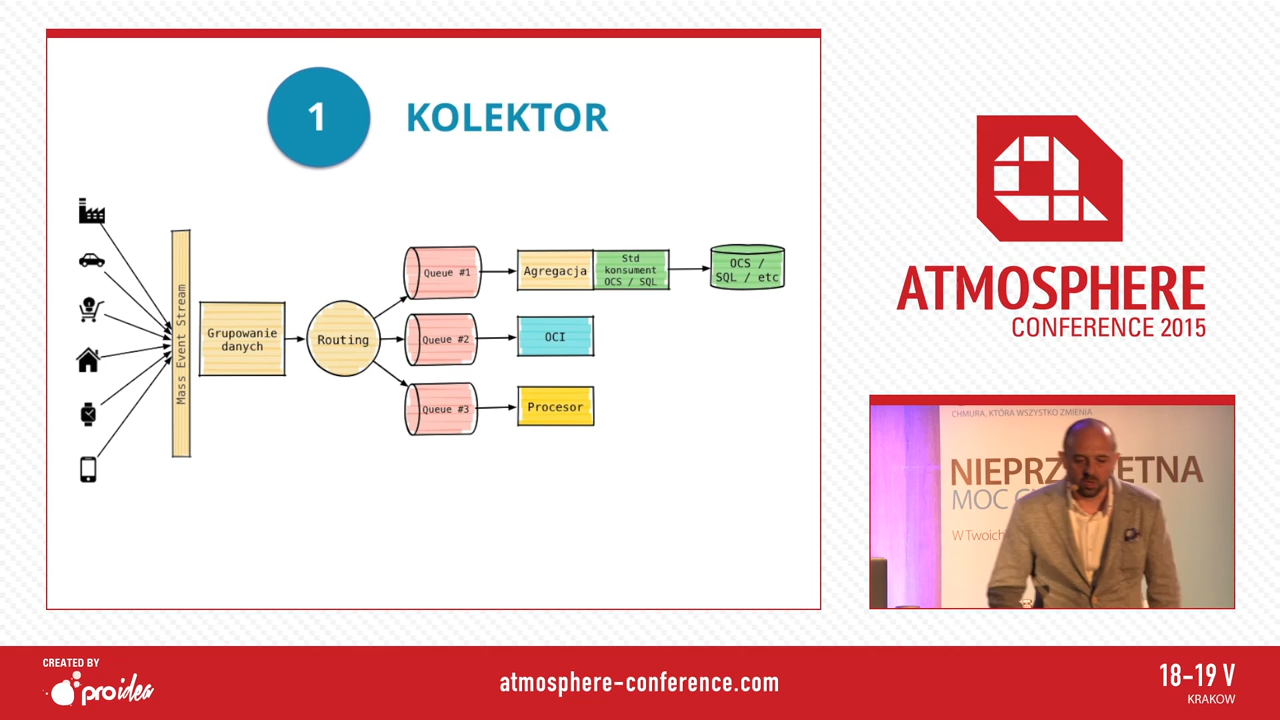 1 KOLEKTOR
Mass Event Stream
Grupowanie
danych
Routing
Queue #1
Agregacja
Std
konsument
OCS / SQL
OCS /
SQL / etc
Queue #2
OCI
Queue #3
Procesor
ATMOSPHERE
CONFERENCE 2015
CHMURA, KTÓRA WSZYSTKO ZMIENIA
MOC
W Twoich
CREATED BY
proidea
atmosphere-conference.com
18-19 V
KRAKOW